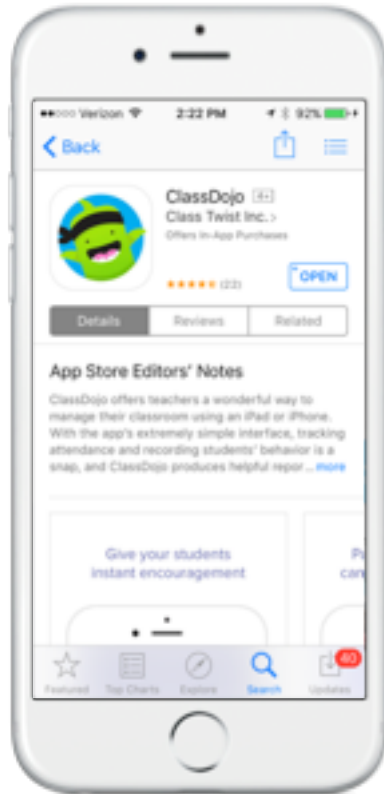 Verizon 2:22 PM 92%
Back
ClassDojo 4+
Class Twist Inc. >
Offers In-App Purchases
(22)
OPEN
Details Reviews Related
App Store Editors' Notes
ClassDojo offers teachers a wonderful way to
manage their classroom using an iPad or iPhone.
With the app's extremely simple interface, tracking
attendance and recording students' behavior is a
snap, and ClassDojo produces helpful repor ... more
Give your students
instant encouragement
Featured Top Charts Explore Search Updates
40